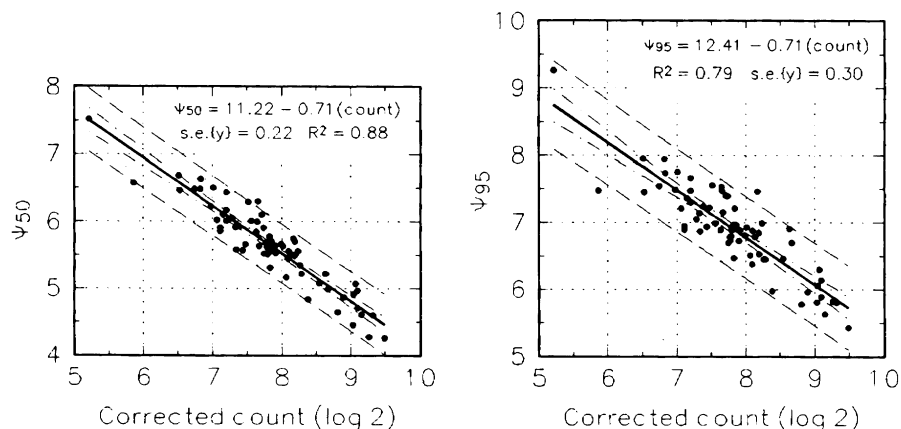 8
7
6
5
4
Ψ50
Ψ50 = 11.22 – 0.71 (count)
s.e.{y} = 0.22 R² = 0.88
5 6 7 8 9 10
Corrected count (log 2)
10
9
8
7
6
5
Ψ95
Ψ95 = 12.41 – 0.71 (count)
R² = 0.79 s.e.{y} = 0.30
5 6 7 8 9 10
Corrected count (log 2)